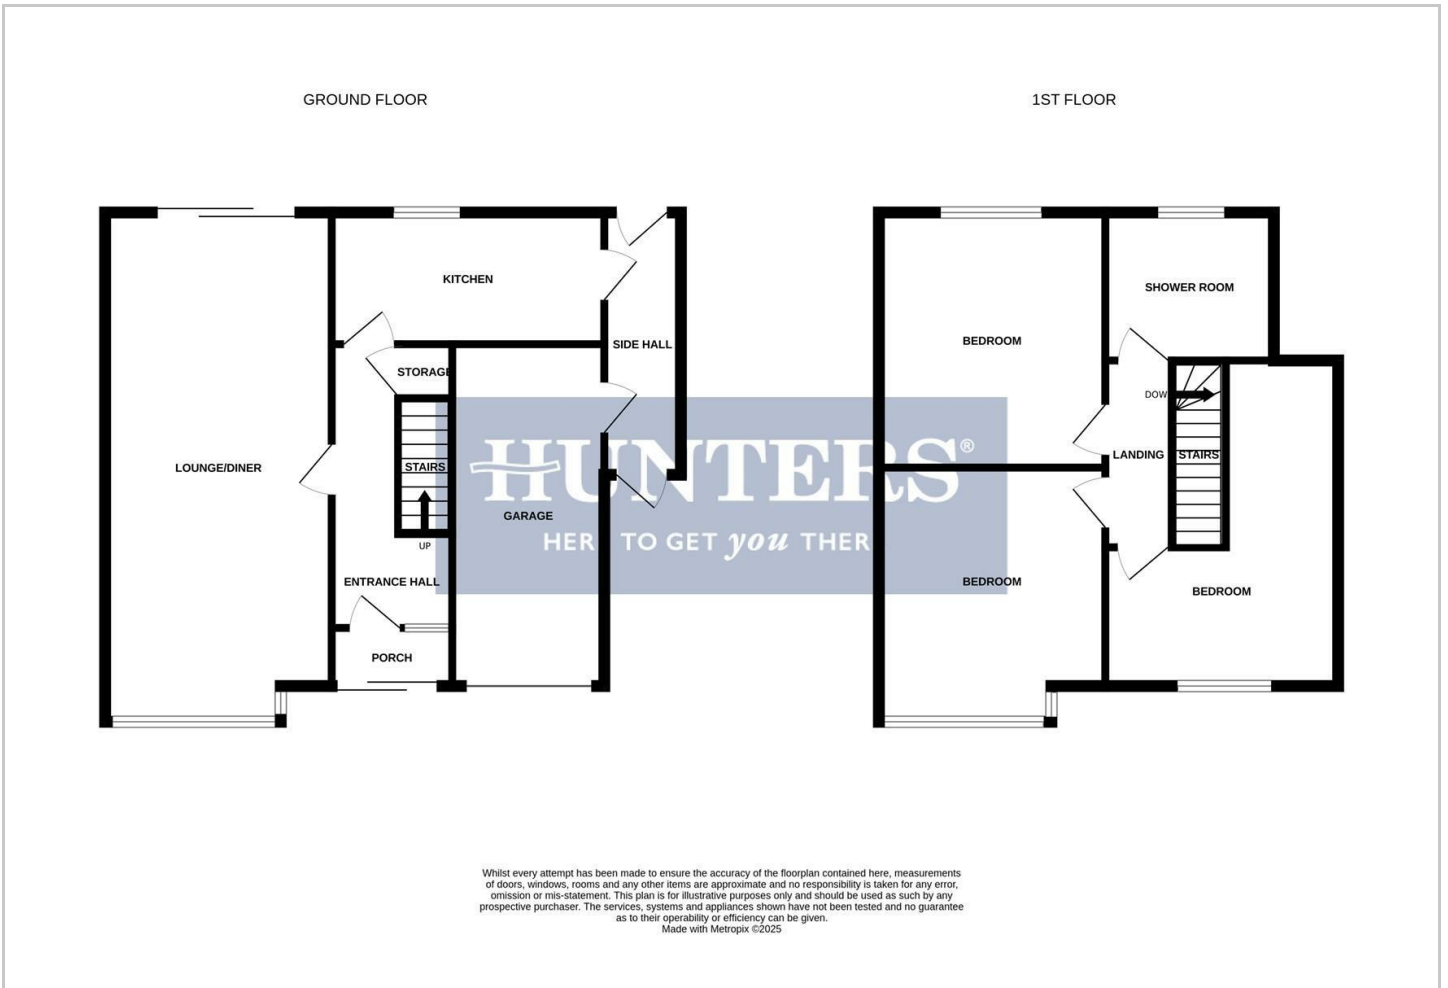 GROUND FLOOR
1ST FLOOR
KITCHEN
SIDE HALL
STORAGE
LOUNGE/DINER
STAIRS
UP
GARAGE
ENTRANCE HALL
PORCH
SHOWER ROOM
BEDROOM
DOW
LANDING
STAIRS
BEDROOM
BEDROOM
HUNTERS®
HER TO GET you THER
Whilst every attempt has been made to ensure the accuracy of the floorplan contained here, measurements
of doors, windows, rooms and any other items are approximate and no responsibility is taken for any error,
omission or mis-statement. This plan is for illustrative purposes only and should be used as such by any
prospective purchaser. The services, systems and appliances shown have not been tested and no guarantee
as to their operability or efficiency can be given.
Made with Metropix ©2025